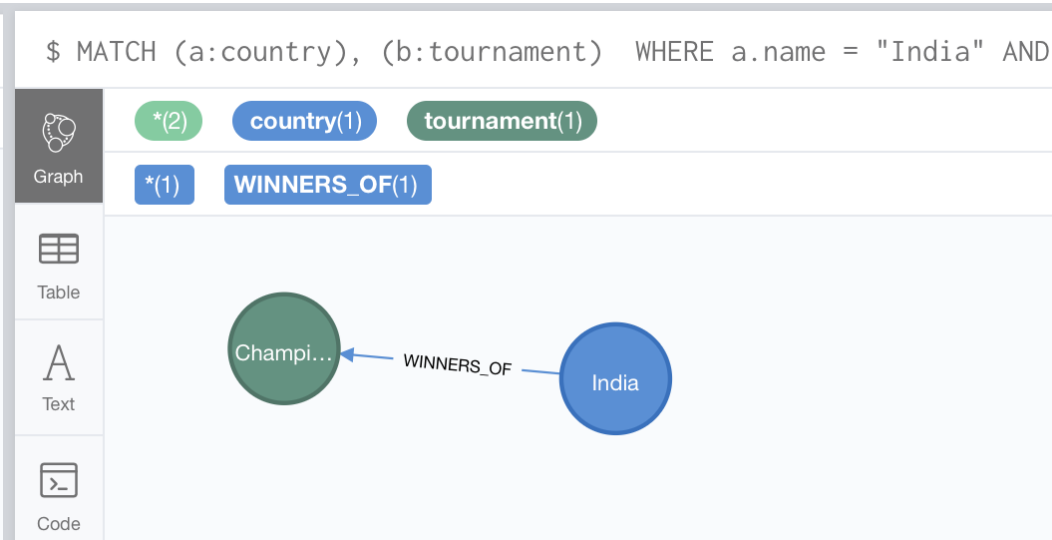 $ MATCH (a:country), (b:tournament) WHERE a.name = "India" AND
*(2) country(1) tournament(1)
Graph
*(1) WINNERS_OF(1)
Table
Champi...
WINNERS_OF
India
Text
Code